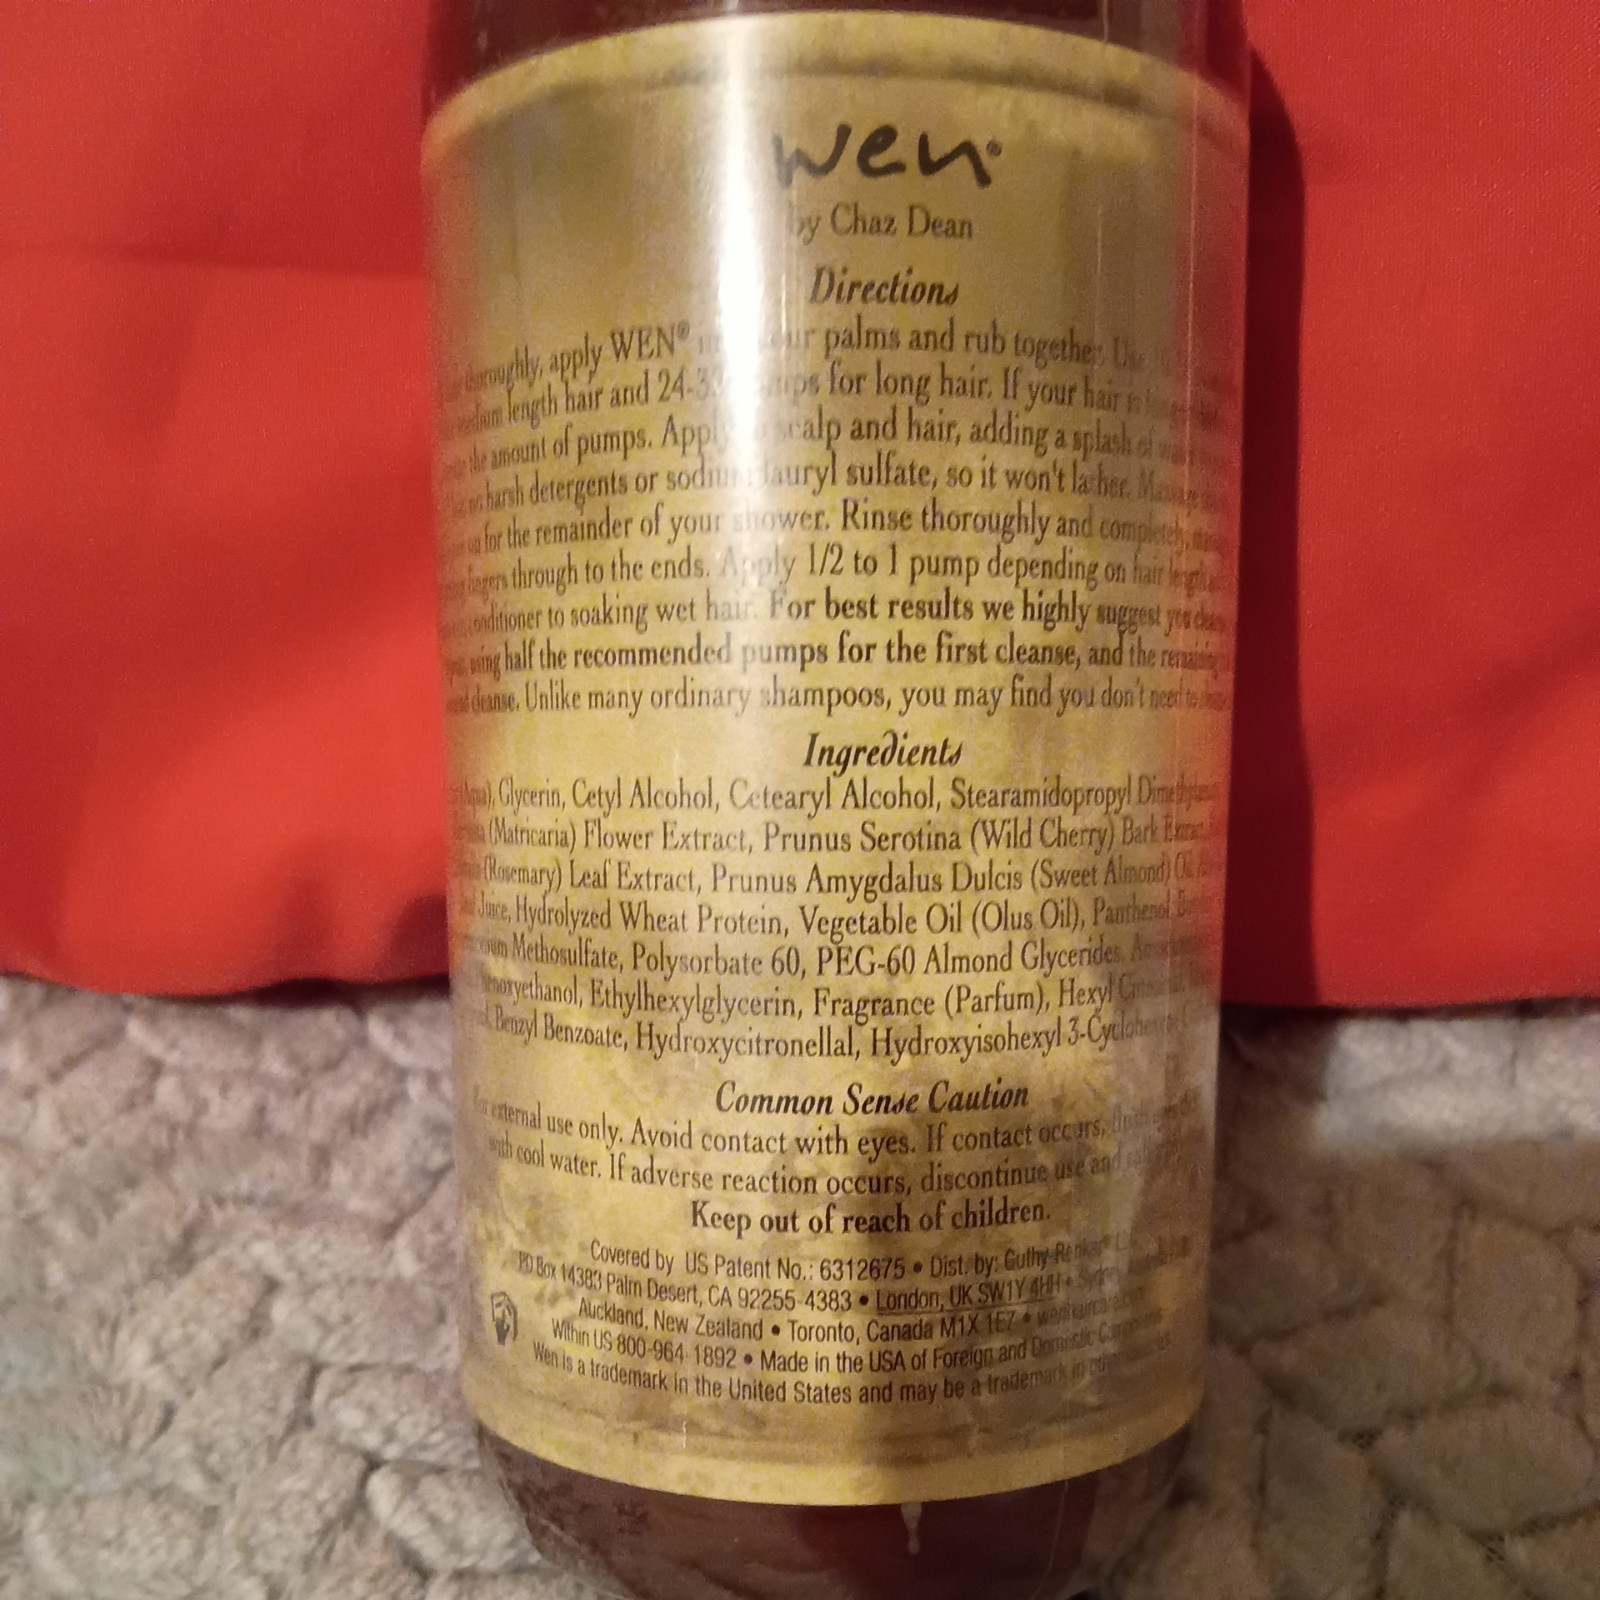 wen®
by Chaz Dean
Directions
thoroughly, apply WEN® palms and rub together.
length hair and for long hair. If your hair
the amount of pumps. scalp and hair, adding a splash of
harsh detergents or sodium lauryl sulfate, so it won't lather.
on for the remainder of your shower. Rinse thoroughly and completely,
fingers through to the ends. Apply 1/2 to 1 pump depending on hair length
conditioner to soaking wet hair. For best results we highly suggest you
using half the recommended pumps for the first cleanse, and the remaining
cleanse. Unlike many ordinary shampoos, you may find you don't need to
Ingredients
Glycerin, Cetyl Alcohol, Cetearyl Alcohol, Stearamidopropyl
(Matricaria) Flower Extract, Prunus Serotina (Wild Cherry) Bark
(Rosemary) Leaf Extract, Prunus Amygdalus Dulcis (Sweet Almond)
Juice, Hydrolyzed Wheat Protein, Vegetable Oil (Olus Oil), Panthenol,
Methosulfate, Polysorbate 60, PEG-60 Almond Glycerides,
Ethylhexylglycerin, Fragrance (Parfum), Hexyl
Benzyl Benzoate, Hydroxycitronellal, Hydroxyisohexyl
Common Sense Caution
For external use only. Avoid contact with eyes. If contact occurs,
with cool water. If adverse reaction occurs, discontinue use and
Keep out of reach of children.
Covered by US Patent No.: 6312675 • Dist. by: Guthy-Renker®
PO Box 14383 Palm Desert, CA 92255-4383 • London, UK SW1Y 4HH •
Auckland, New Zealand • Toronto, Canada M1X 1E7 •
Within US 800-964-1892 • Made in the USA of Foreign and Domestic
Wen is a trademark in the United States and may be a trademark in